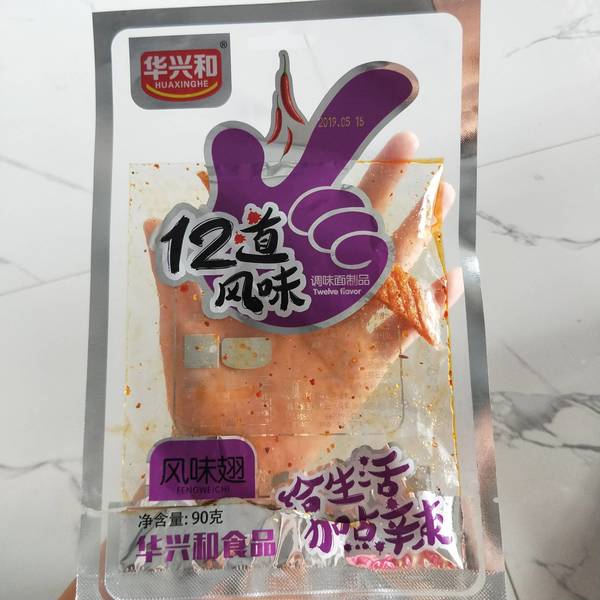 华兴和®
HUAXINGHE
2019.05 16
12道
风味
调味面制品
Twelve flavor
风味翅
FENGWEICHI
净含量: 90克
华兴和食品
给生活
加点辣